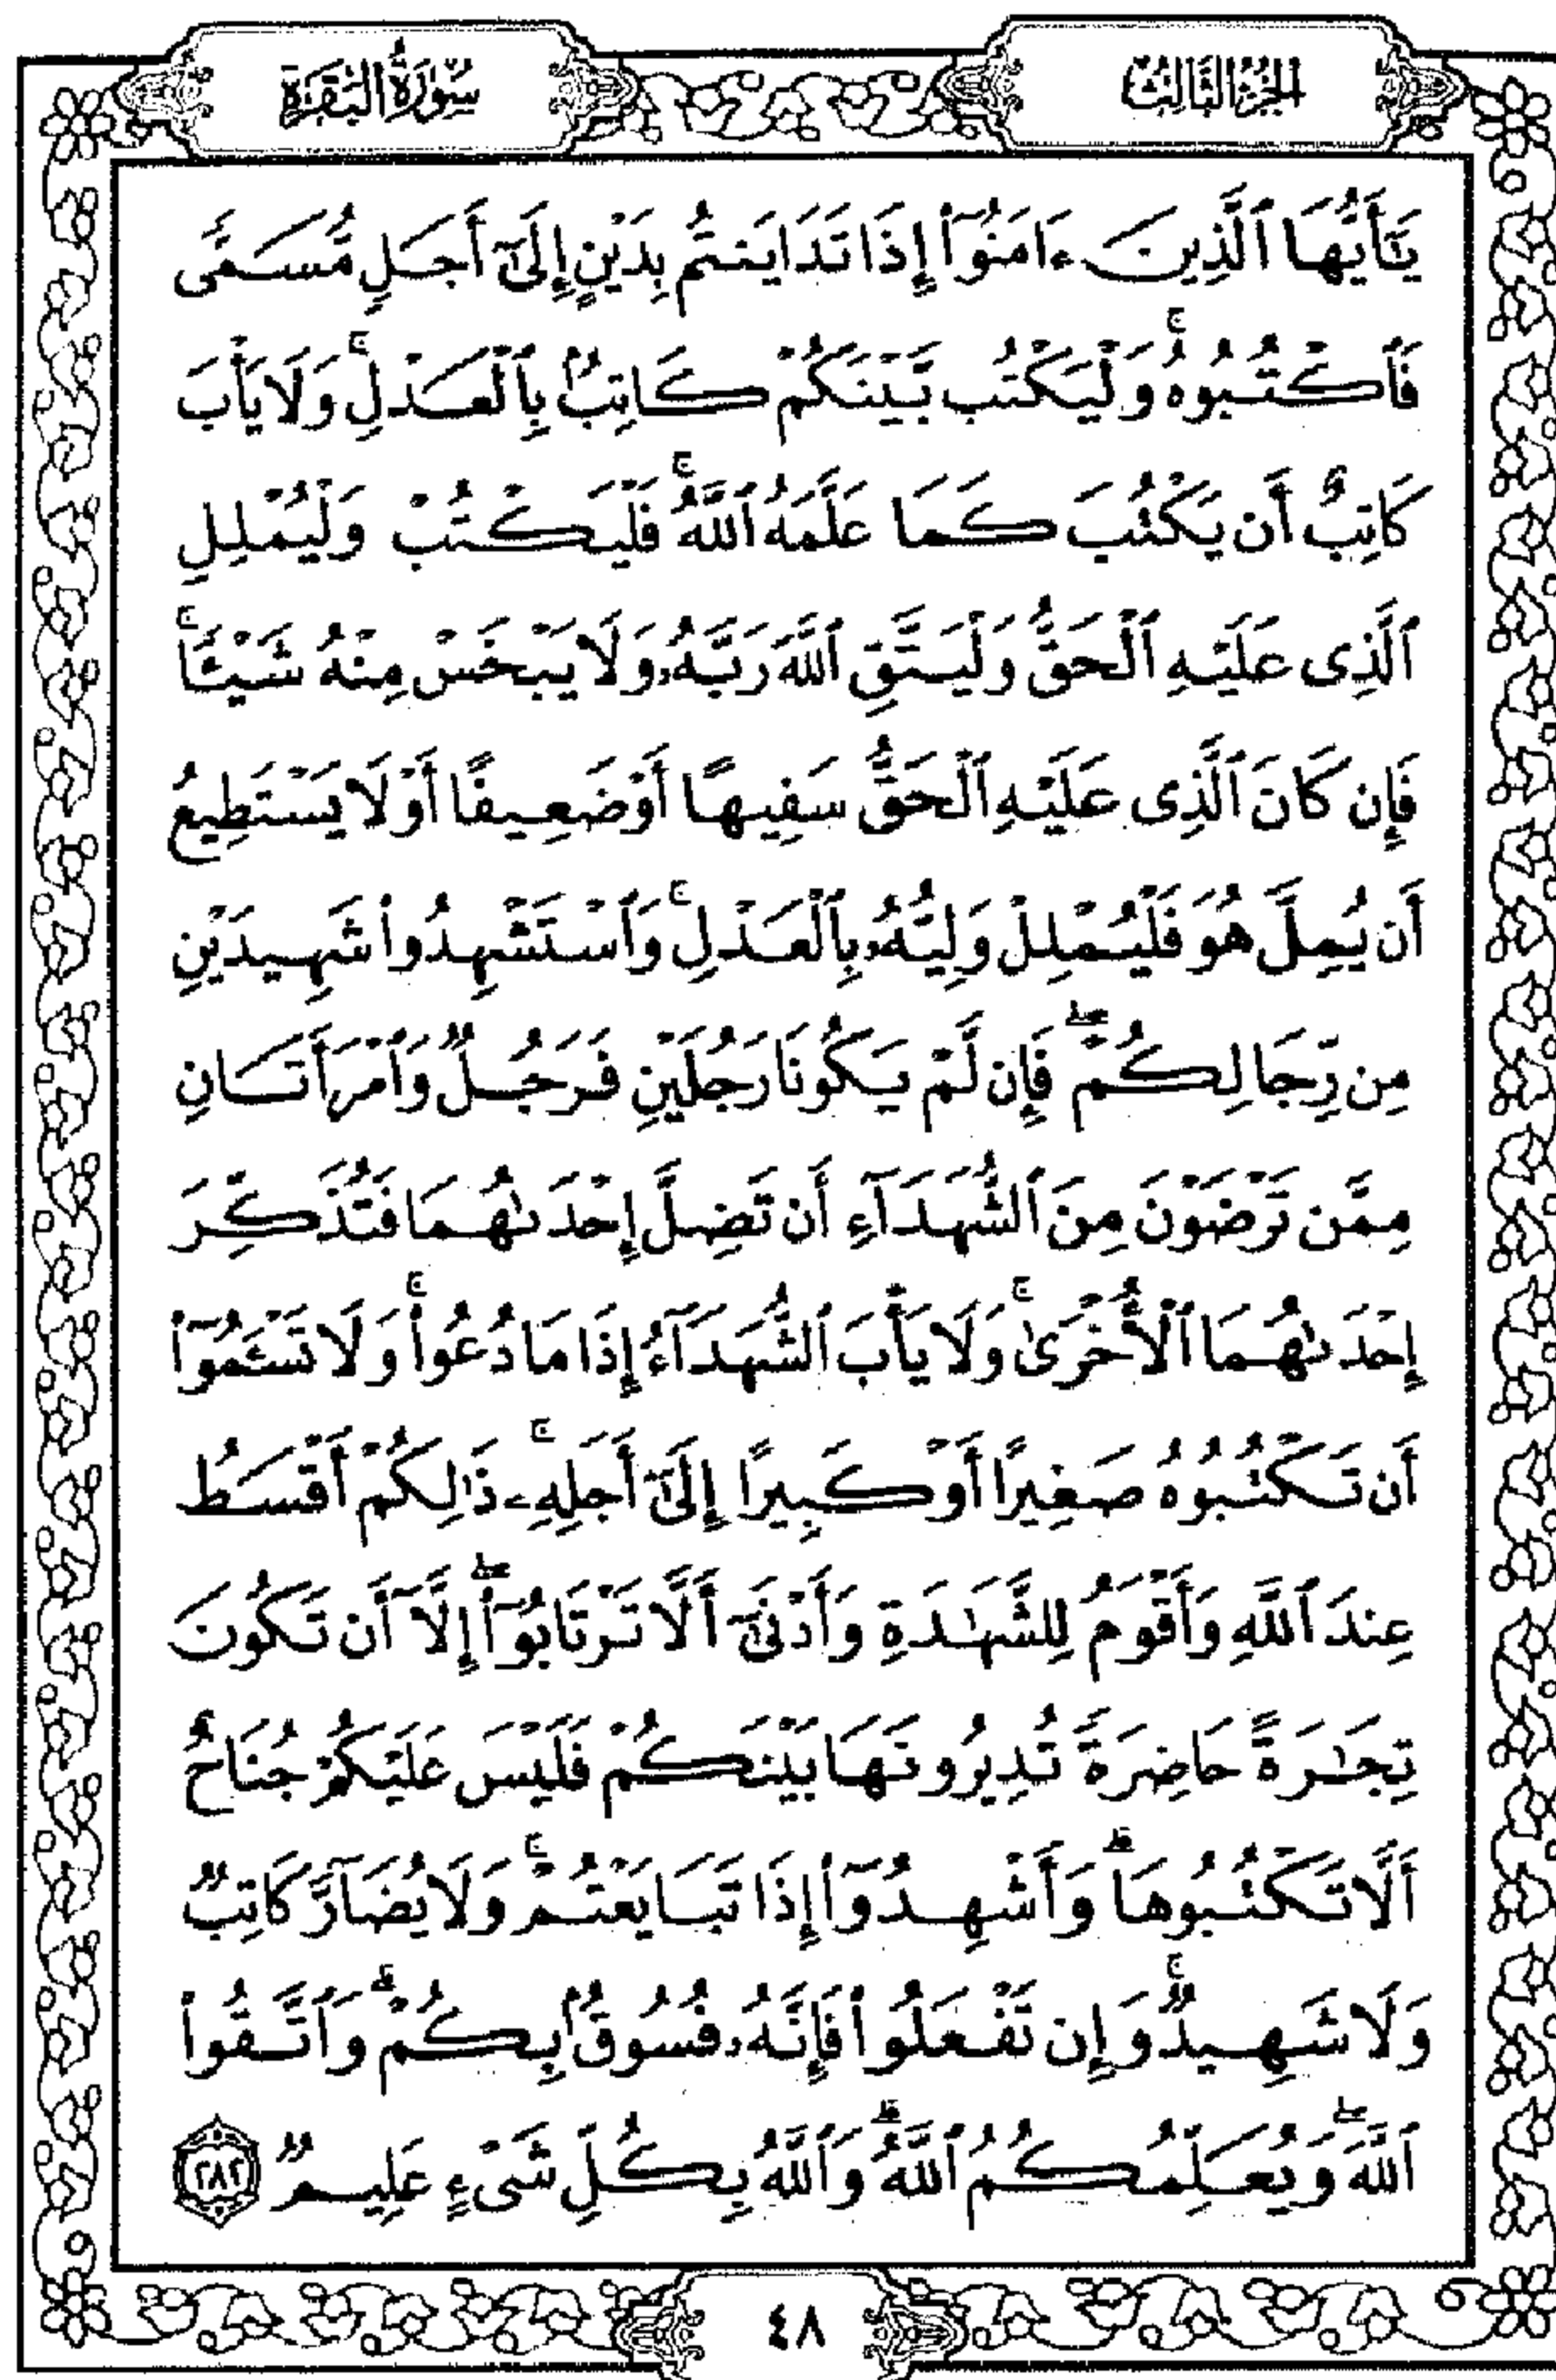 الجزء الثالث
سورة البقرة
يَٰٓأَيُّهَا ٱلَّذِينَ ءَامَنُوٓا۟ إِذَا تَدَايَنتُم بِدَيْنٍ إِلَىٰٓ أَجَلٍ مُّسَمًّى
فَٱكْتُبُوهُ ۚ وَلْيَكْتُب بَّيْنَكُمْ كَاتِبٌۢ بِٱلْعَدْلِ ۚ وَلَا يَأْبَ
كَاتِبٌ أَن يَكْتُبَ كَمَا عَلَّمَهُ ٱللَّهُ ۚ فَلْيَكْتُبْ وَلْيُمْلِلِ
ٱلَّذِى عَلَيْهِ ٱلْحَقُّ وَلْيَتَّقِ ٱللَّهَ رَبَّهُۥ وَلَا يَبْخَسْ مِنْهُ شَيْـًٔا ۚ
فَإِن كَانَ ٱلَّذِى عَلَيْهِ ٱلْحَقُّ سَفِيهًا أَوْ ضَعِيفًا أَوْ لَا يَسْتَطِيعُ
أَن يُمِلَّ هُوَ فَلْيُمْلِلْ وَلِيُّهُۥ بِٱلْعَدْلِ ۚ وَٱسْتَشْهِدُوا۟ شَهِيدَيْنِ
مِن رِّجَالِكُمْ ۖ فَإِن لَّمْ يَكُونَا رَجُلَيْنِ فَرَجُلٌ وَٱمْرَأَتَانِ
مِمَّن تَرْضَوْنَ مِنَ ٱلشُّهَدَآءِ أَن تَضِلَّ إِحْدَىٰهُمَا فَتُذَكِّرَ
إِحْدَىٰهُمَا ٱلْأُخْرَىٰ ۚ وَلَا يَأْبَ ٱلشُّهَدَآءُ إِذَا مَا دُعُوا۟ ۚ وَلَا تَسْـَٔمُوٓا۟
أَن تَكْتُبُوهُ صَغِيرًا أَوْ كَبِيرًا إِلَىٰٓ أَجَلِهِۦ ۚ ذَٰلِكُمْ أَقْسَطُ
عِندَ ٱللَّهِ وَأَقْوَمُ لِلشَّهَٰدَةِ وَأَدْنَىٰٓ أَلَّا تَرْتَابُوٓا۟ ۖ إِلَّآ أَن تَكُونَ
تِجَٰرَةً حَاضِرَةً تُدِيرُونَهَا بَيْنَكُمْ فَلَيْسَ عَلَيْكُمْ جُنَاحٌ
أَلَّا تَكْتُبُوهَا ۗ وَأَشْهِدُوٓا۟ إِذَا تَبَايَعْتُمْ ۚ وَلَا يُضَآرَّ كَاتِبٌ
وَلَا شَهِيدٌ ۚ وَإِن تَفْعَلُوا۟ فَإِنَّهُۥ فُسُوقٌۢ بِكُمْ ۗ وَٱتَّقُوا۟
ٱللَّهَ ۖ وَيُعَلِّمُكُمُ ٱللَّهُ ۗ وَٱللَّهُ بِكُلِّ شَىْءٍ عَلِيمٌ ٢٨٢
٤٨